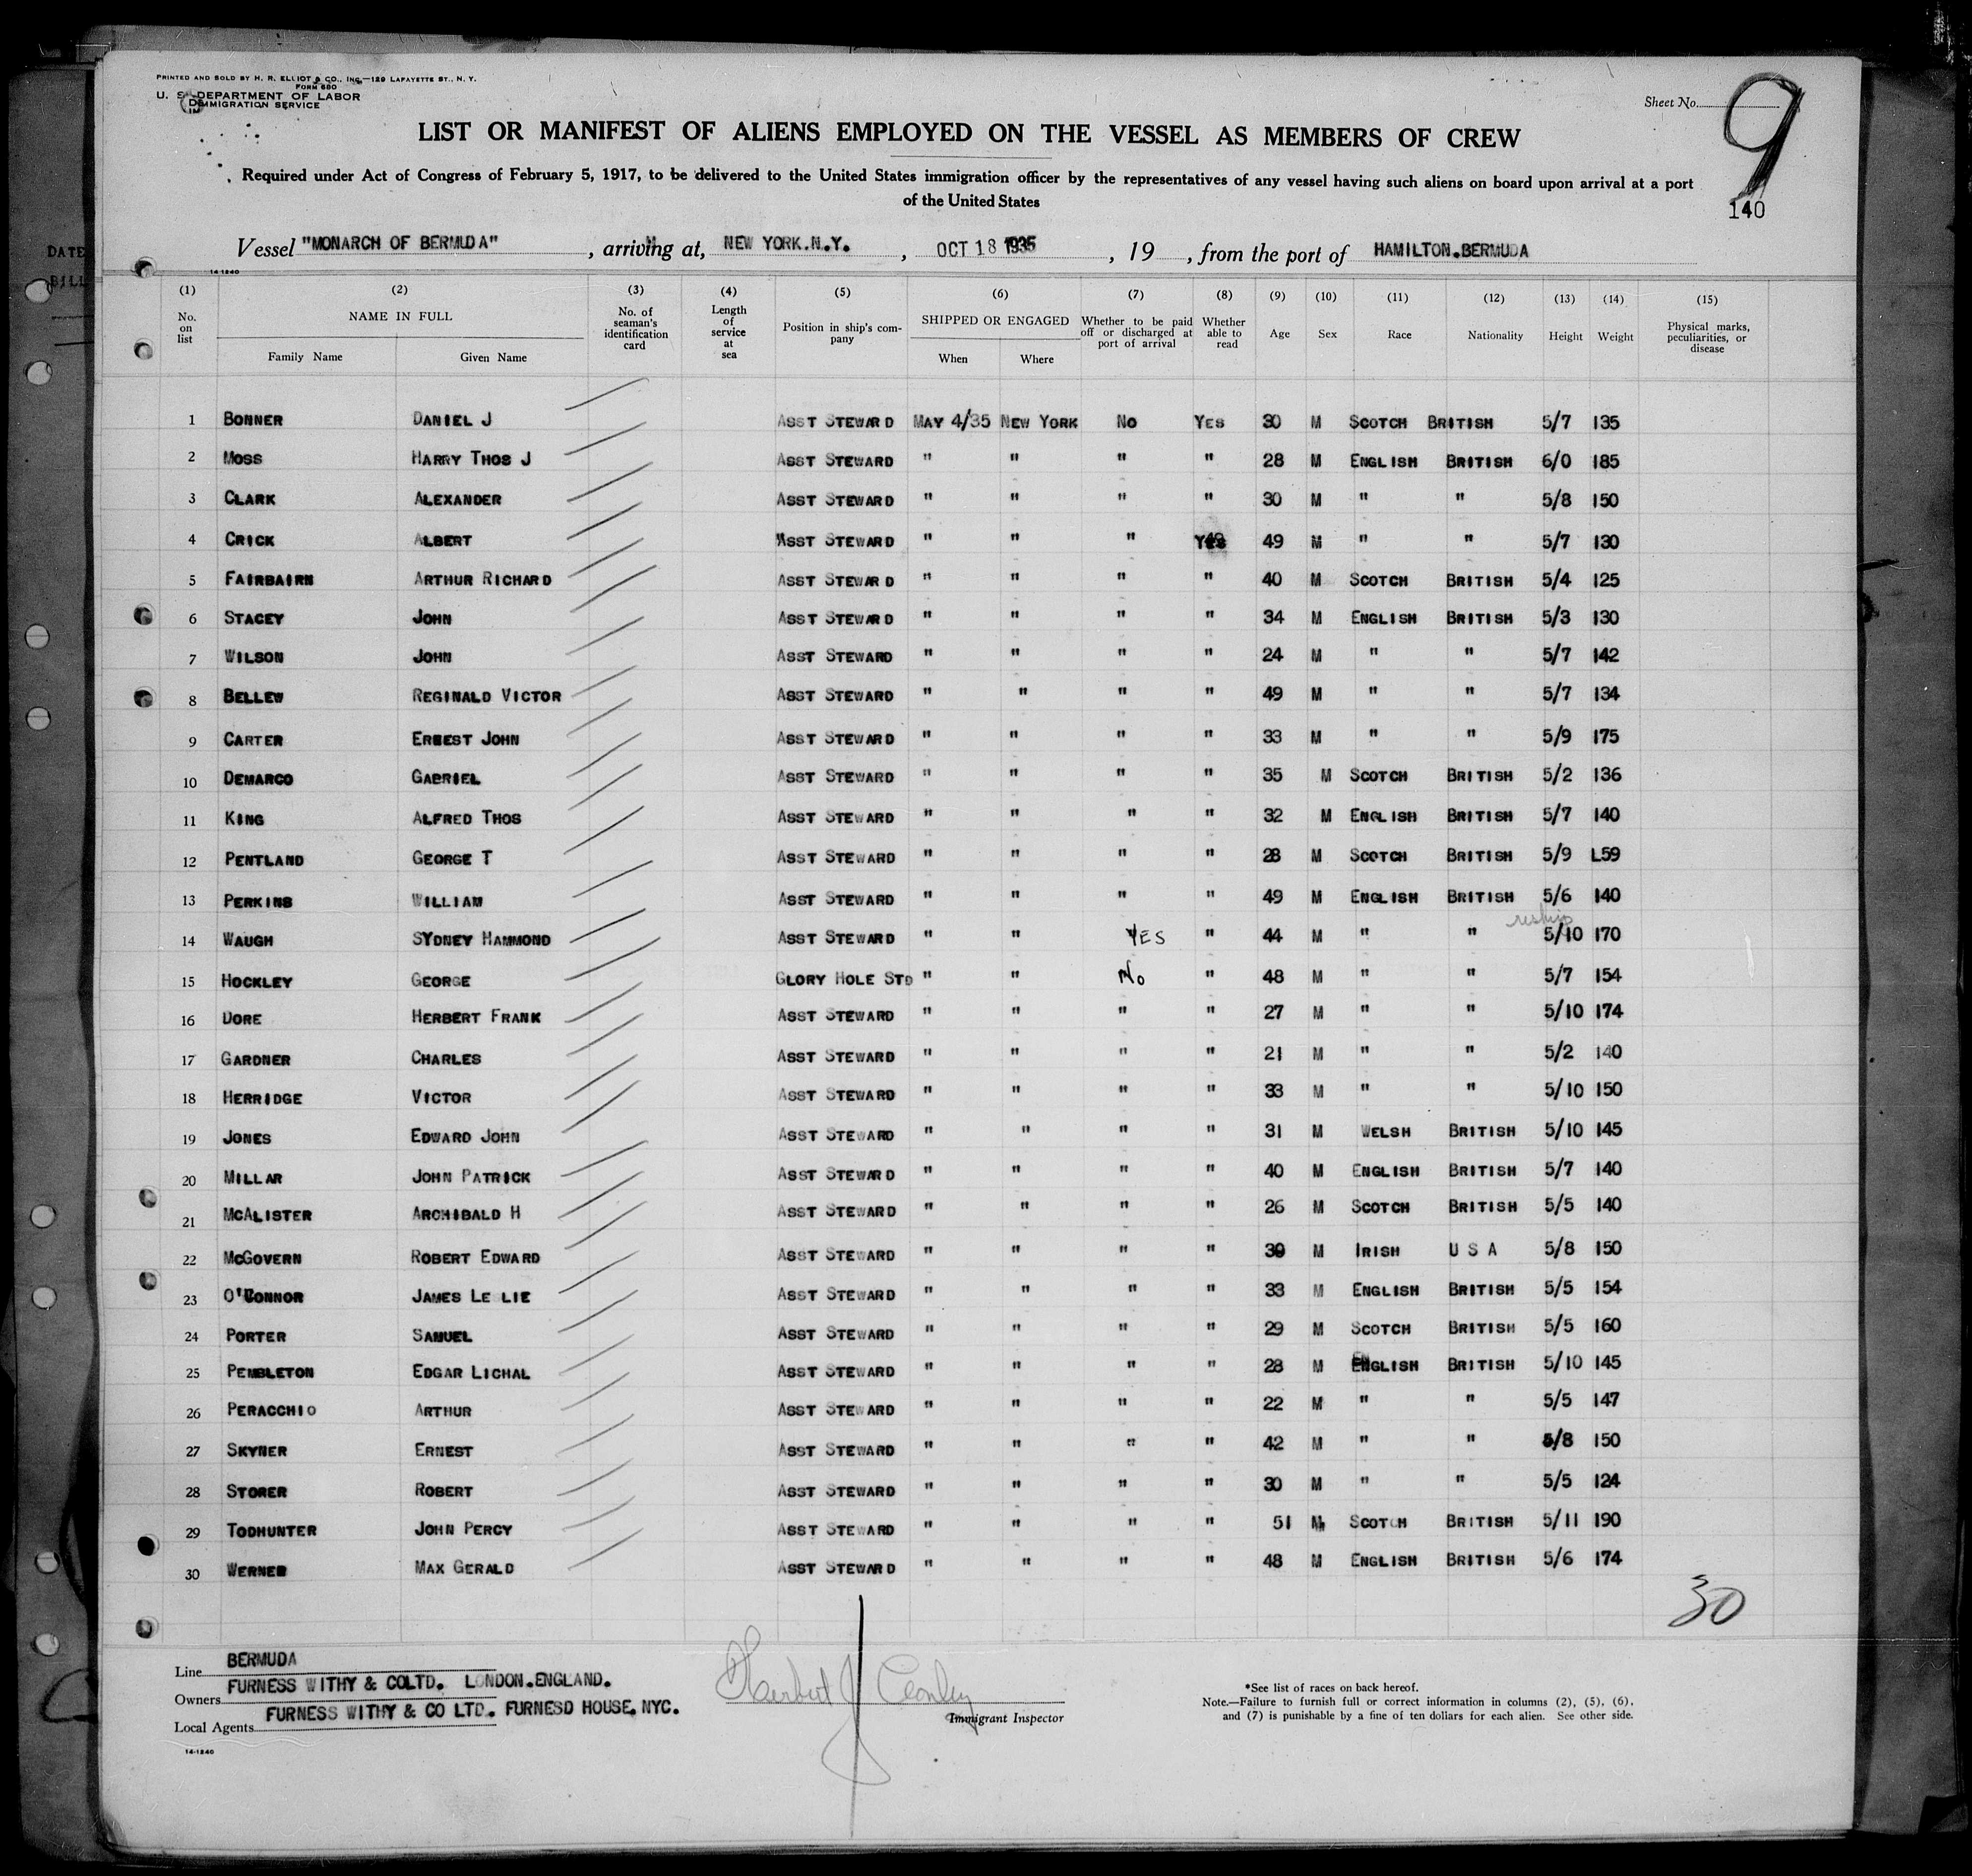 PRINTED AND SOLD BY H. R. ELLIOT & CO., INC.—129 LAFAYETTE ST., N. Y.
FORM 680
U. S. DEPARTMENT OF LABOR
IMMIGRATION SERVICE
Sheet No. 9
LIST OR MANIFEST OF ALIENS EMPLOYED ON THE VESSEL AS MEMBERS OF CREW
Required under Act of Congress of February 5, 1917, to be delivered to the United States immigration officer by the representatives of any vessel having such aliens on board upon arrival at a port
of the United States
140
Vessel "MONARCH OF BERMUDA", arriving at, NEW YORK.N.Y., OCT 18 1935, 19 , from the port of HAMILTON.BERMUDA
14-1240
(1) (2) (3) (4) (5) (6) (7) (8) (9) (10) (11) (12) (13) (14) (15)
No. on list NAME IN FULL Family Name Given Name No. of seaman's identification card Length of service at sea Position in ship's company SHIPPED OR ENGAGED When Where Whether to be paid off or discharged at port of arrival Whether able to read Age Sex Race Nationality Height Weight Physical marks, peculiarities, or disease
1 BONNER DANIEL J ASST STEWARD MAY 4/35 NEW YORK NO YES 30 M SCOTCH BRITISH 5/7 135
2 MOSS HARRY THOS J ASST STEWARD " " " " 28 M ENGLISH BRITISH 6/0 185
3 CLARK ALEXANDER ASST STEWARD " " " " 30 M " " 5/8 150
4 CRICK ALBERT ASST STEWARD " " " YES 49 M " " 5/7 130
5 FAIRBAIRN ARTHUR RICHARD ASST STEWARD " " " " 40 M SCOTCH BRITISH 5/4 125
6 STACEY JOHN ASST STEWARD " " " " 34 M ENGLISH BRITISH 5/3 130
7 WILSON JOHN ASST STEWARD " " " " 24 M " " 5/7 142
8 BELLEW REGINALD VICTOR ASST STEWARD " " " " 49 M " " 5/7 134
9 CARTER ERNEST JOHN ASST STEWARD " " " " 33 M " " 5/9 175
10 DEMARCO GABRIEL ASST STEWARD " " " " 35 M SCOTCH BRITISH 5/2 136
11 KING ALFRED THOS ASST STEWARD " " " " 32 M ENGLISH BRITISH 5/7 140
12 PENTLAND GEORGE T ASST STEWARD " " " " 28 M SCOTCH BRITISH 5/9 L59
13 PERKINS WILLIAM ASST STEWARD " " " " 49 M ENGLISH BRITISH 5/6 140
reship
14 WAUGH SYDNEY HAMMOND ASST STEWARD " " YES " 44 M " " 5/10 170
15 HOCKLEY GEORGE GLORY HOLE STD " " No " 48 M " " 5/7 154
16 DORE HERBERT FRANK ASST STEWARD " " " " 27 M " " 5/10 174
17 GARDNER CHARLES ASST STEWARD " " " " 21 M " " 5/2 140
18 HERRIDGE VICTOR ASST STEWARD " " " " 33 M " " 5/10 150
19 JONES EDWARD JOHN ASST STEWARD " " " " 31 M WELSH BRITISH 5/10 145
20 MILLAR JOHN PATRICK ASST STEWARD " " " " 40 M ENGLISH BRITISH 5/7 140
21 McALISTER ARCHIBALD H ASST STEWARD " " " " 26 M SCOTCH BRITISH 5/5 140
22 McGOVERN ROBERT EDWARD ASST STEWARD " " " " 30 M IRISH U S A 5/8 150
23 O'CONNOR JAMES LE LIE ASST STEWARD " " " " 33 M ENGLISH BRITISH 5/5 154
24 PORTER SAMUEL ASST STEWARD " " " " 29 M SCOTCH BRITISH 5/5 160
25 PEMBLETON EDGAR LICHAL ASST STEWARD " " " " 28 M ENGLISH BRITISH 5/10 145
26 PERACCHIO ARTHUR ASST STEWARD " " " " 22 M " " 5/5 147
27 SKYNER ERNEST ASST STEWARD " " " " 42 M " " 5/8 150
28 STORER ROBERT ASST STEWARD " " " " 30 M " " 5/5 124
29 TODHUNTER JOHN PERCY ASST STEWARD " " " " 51 M SCOTCH BRITISH 5/11 190
30 WERNER MAX GERALD ASST STEWARD " " " " 48 M ENGLISH BRITISH 5/6 174
30
Line BERMUDA
Owners FURNESS WITHY & COLTD. LONDON.ENGLAND.
Local Agents FURNESS WITHY & CO LTD. FURNESD HOUSE. NYC.
14-1240
Herbert J
Immigrant Inspector
*See list of races on back hereof.
Note.—Failure to furnish full or correct information in columns (2), (5), (6),
and (7) is punishable by a fine of ten dollars for each alien. See other side.
DATE
BILL